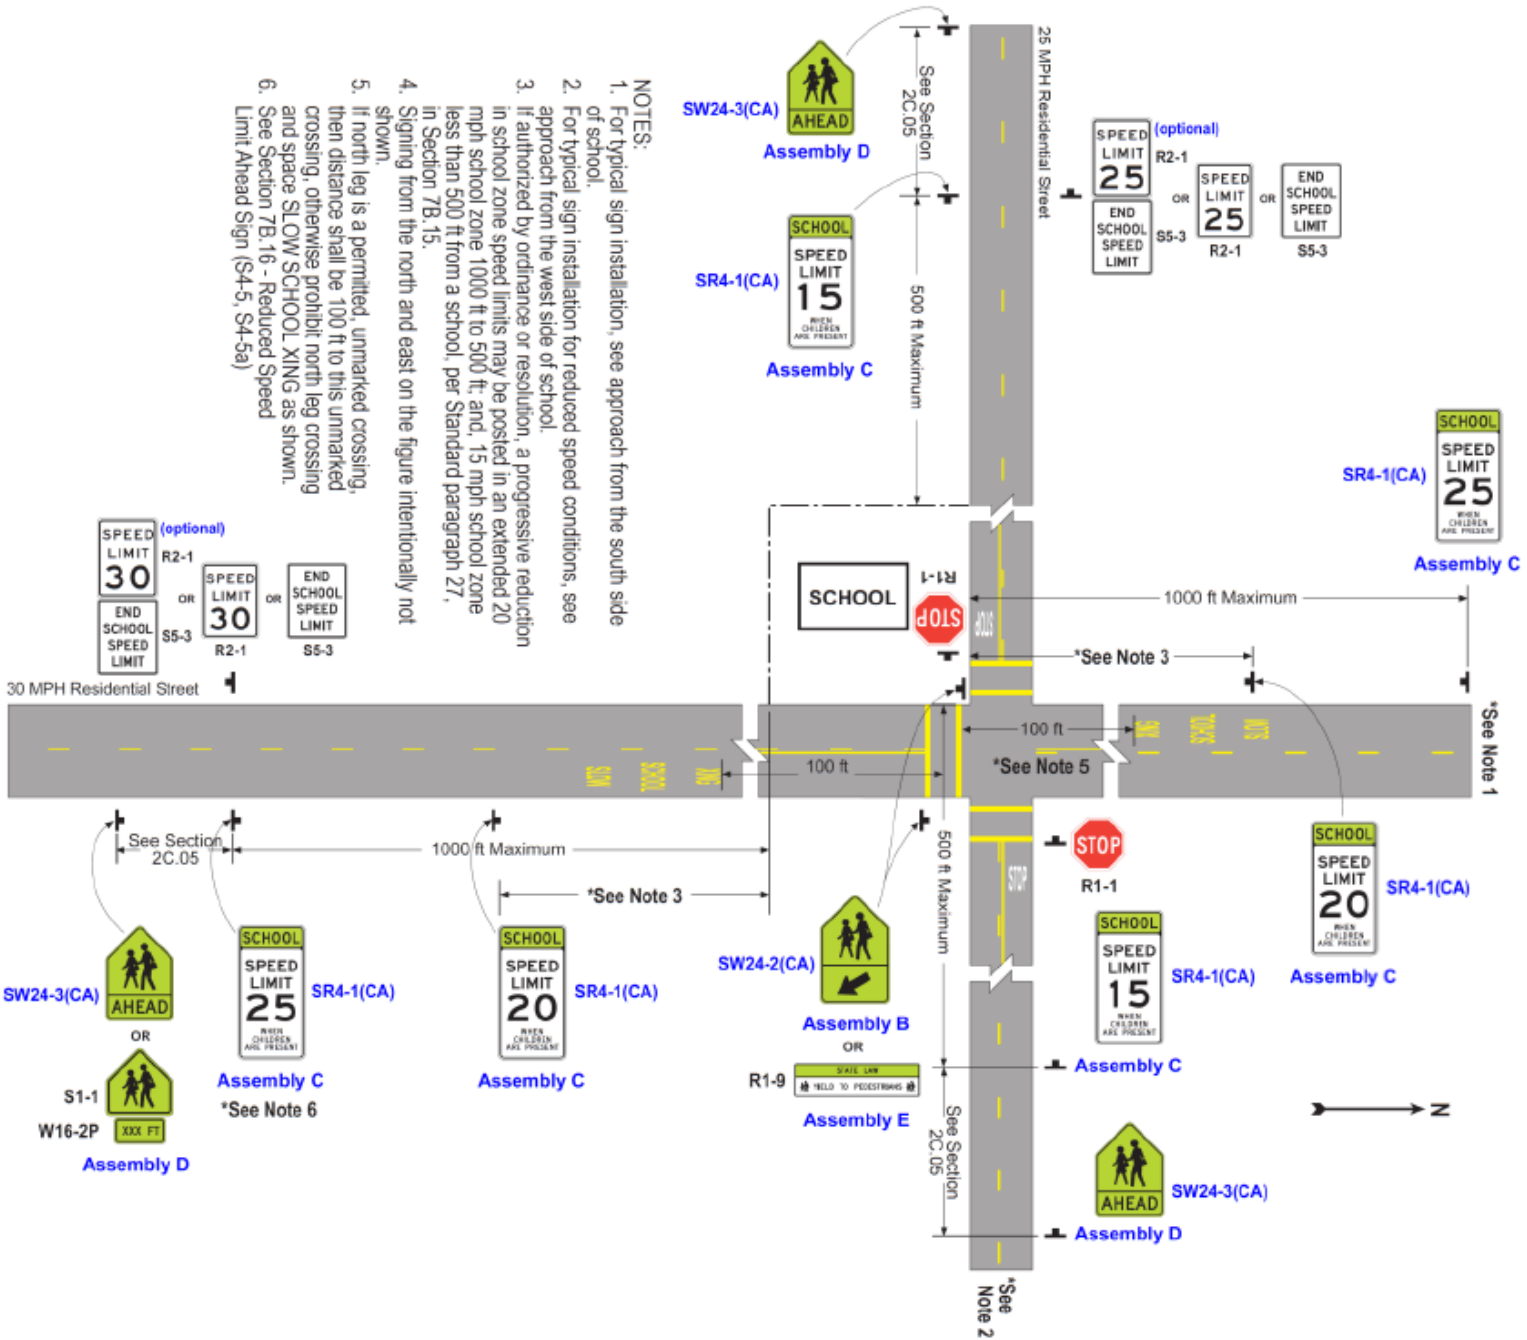 25 MPH Residential Street
See Section
2C.05
SW24-3(CA)
AHEAD
Assembly D
SPEED
LIMIT
25
(optional)
R2-1
END
SCHOOL
SPEED
LIMIT
S5-3
OR
SPEED
LIMIT
25
R2-1
OR
END
SCHOOL
SPEED
LIMIT
S5-3
SR4-1(CA)
SCHOOL
SPEED
LIMIT
15
WHEN
CHILDREN
ARE PRESENT
Assembly C
500 ft Maximum
NOTES:
1. For typical sign installation, see approach from the south side
of school.
2. For typical sign installation for reduced speed conditions, see
approach from the west side of school.
3. If authorized by ordinance or resolution, a progressive reduction
in school zone speed limits may be posted in an extended 20
mph school zone 1000 ft to 500 ft; and, 15 mph school zone
less than 500 ft from a school, per Standard paragraph 27,
in Section 7B.15.
4. Signing from the north and east on the figure intentionally not
shown.
5. If north leg is a permitted, unmarked crossing,
then distance shall be 100 ft to this unmarked
crossing, otherwise prohibit north leg crossing
and space SLOW SCHOOL XING as shown.
6. See Section 7B.16 - Reduced Speed
Limit Ahead Sign (S4-5, S4-5a)
SR4-1(CA)
SCHOOL
SPEED
LIMIT
25
WHEN
CHILDREN
ARE PRESENT
Assembly C
SPEED
LIMIT
30
(optional)
R2-1
END
SCHOOL
SPEED
LIMIT
S5-3
OR
SPEED
LIMIT
30
R2-1
OR
END
SCHOOL
SPEED
LIMIT
S5-3
SCHOOL
R1-1
STOP
STOP
1000 ft Maximum
*See Note 3
30 MPH Residential Street
*See Note 1
100 ft
XING
SCHOOL
SLOW
*See Note 5
SLOW
SCHOOL
XING
100 ft
See Section
2C.05
1000 ft Maximum
*See Note 3
500 ft Maximum
STOP
STOP
R1-1
SCHOOL
SPEED
LIMIT
20
WHEN
CHILDREN
ARE PRESENT
SR4-1(CA)
Assembly C
SW24-3(CA)
AHEAD
OR
S1-1
W16-2P
XXX FT
Assembly D
SCHOOL
SPEED
LIMIT
25
WHEN
CHILDREN
ARE PRESENT
SR4-1(CA)
Assembly C
*See Note 6
SCHOOL
SPEED
LIMIT
20
WHEN
CHILDREN
ARE PRESENT
SR4-1(CA)
Assembly C
SW24-2(CA)
Assembly B
OR
R1-9
STATE LAW
YIELD TO PEDESTRIANS
Assembly E
SCHOOL
SPEED
LIMIT
15
WHEN
CHILDREN
ARE PRESENT
SR4-1(CA)
Assembly C
See Section
2C.05
N
AHEAD
SW24-3(CA)
Assembly D
*See
Note 2